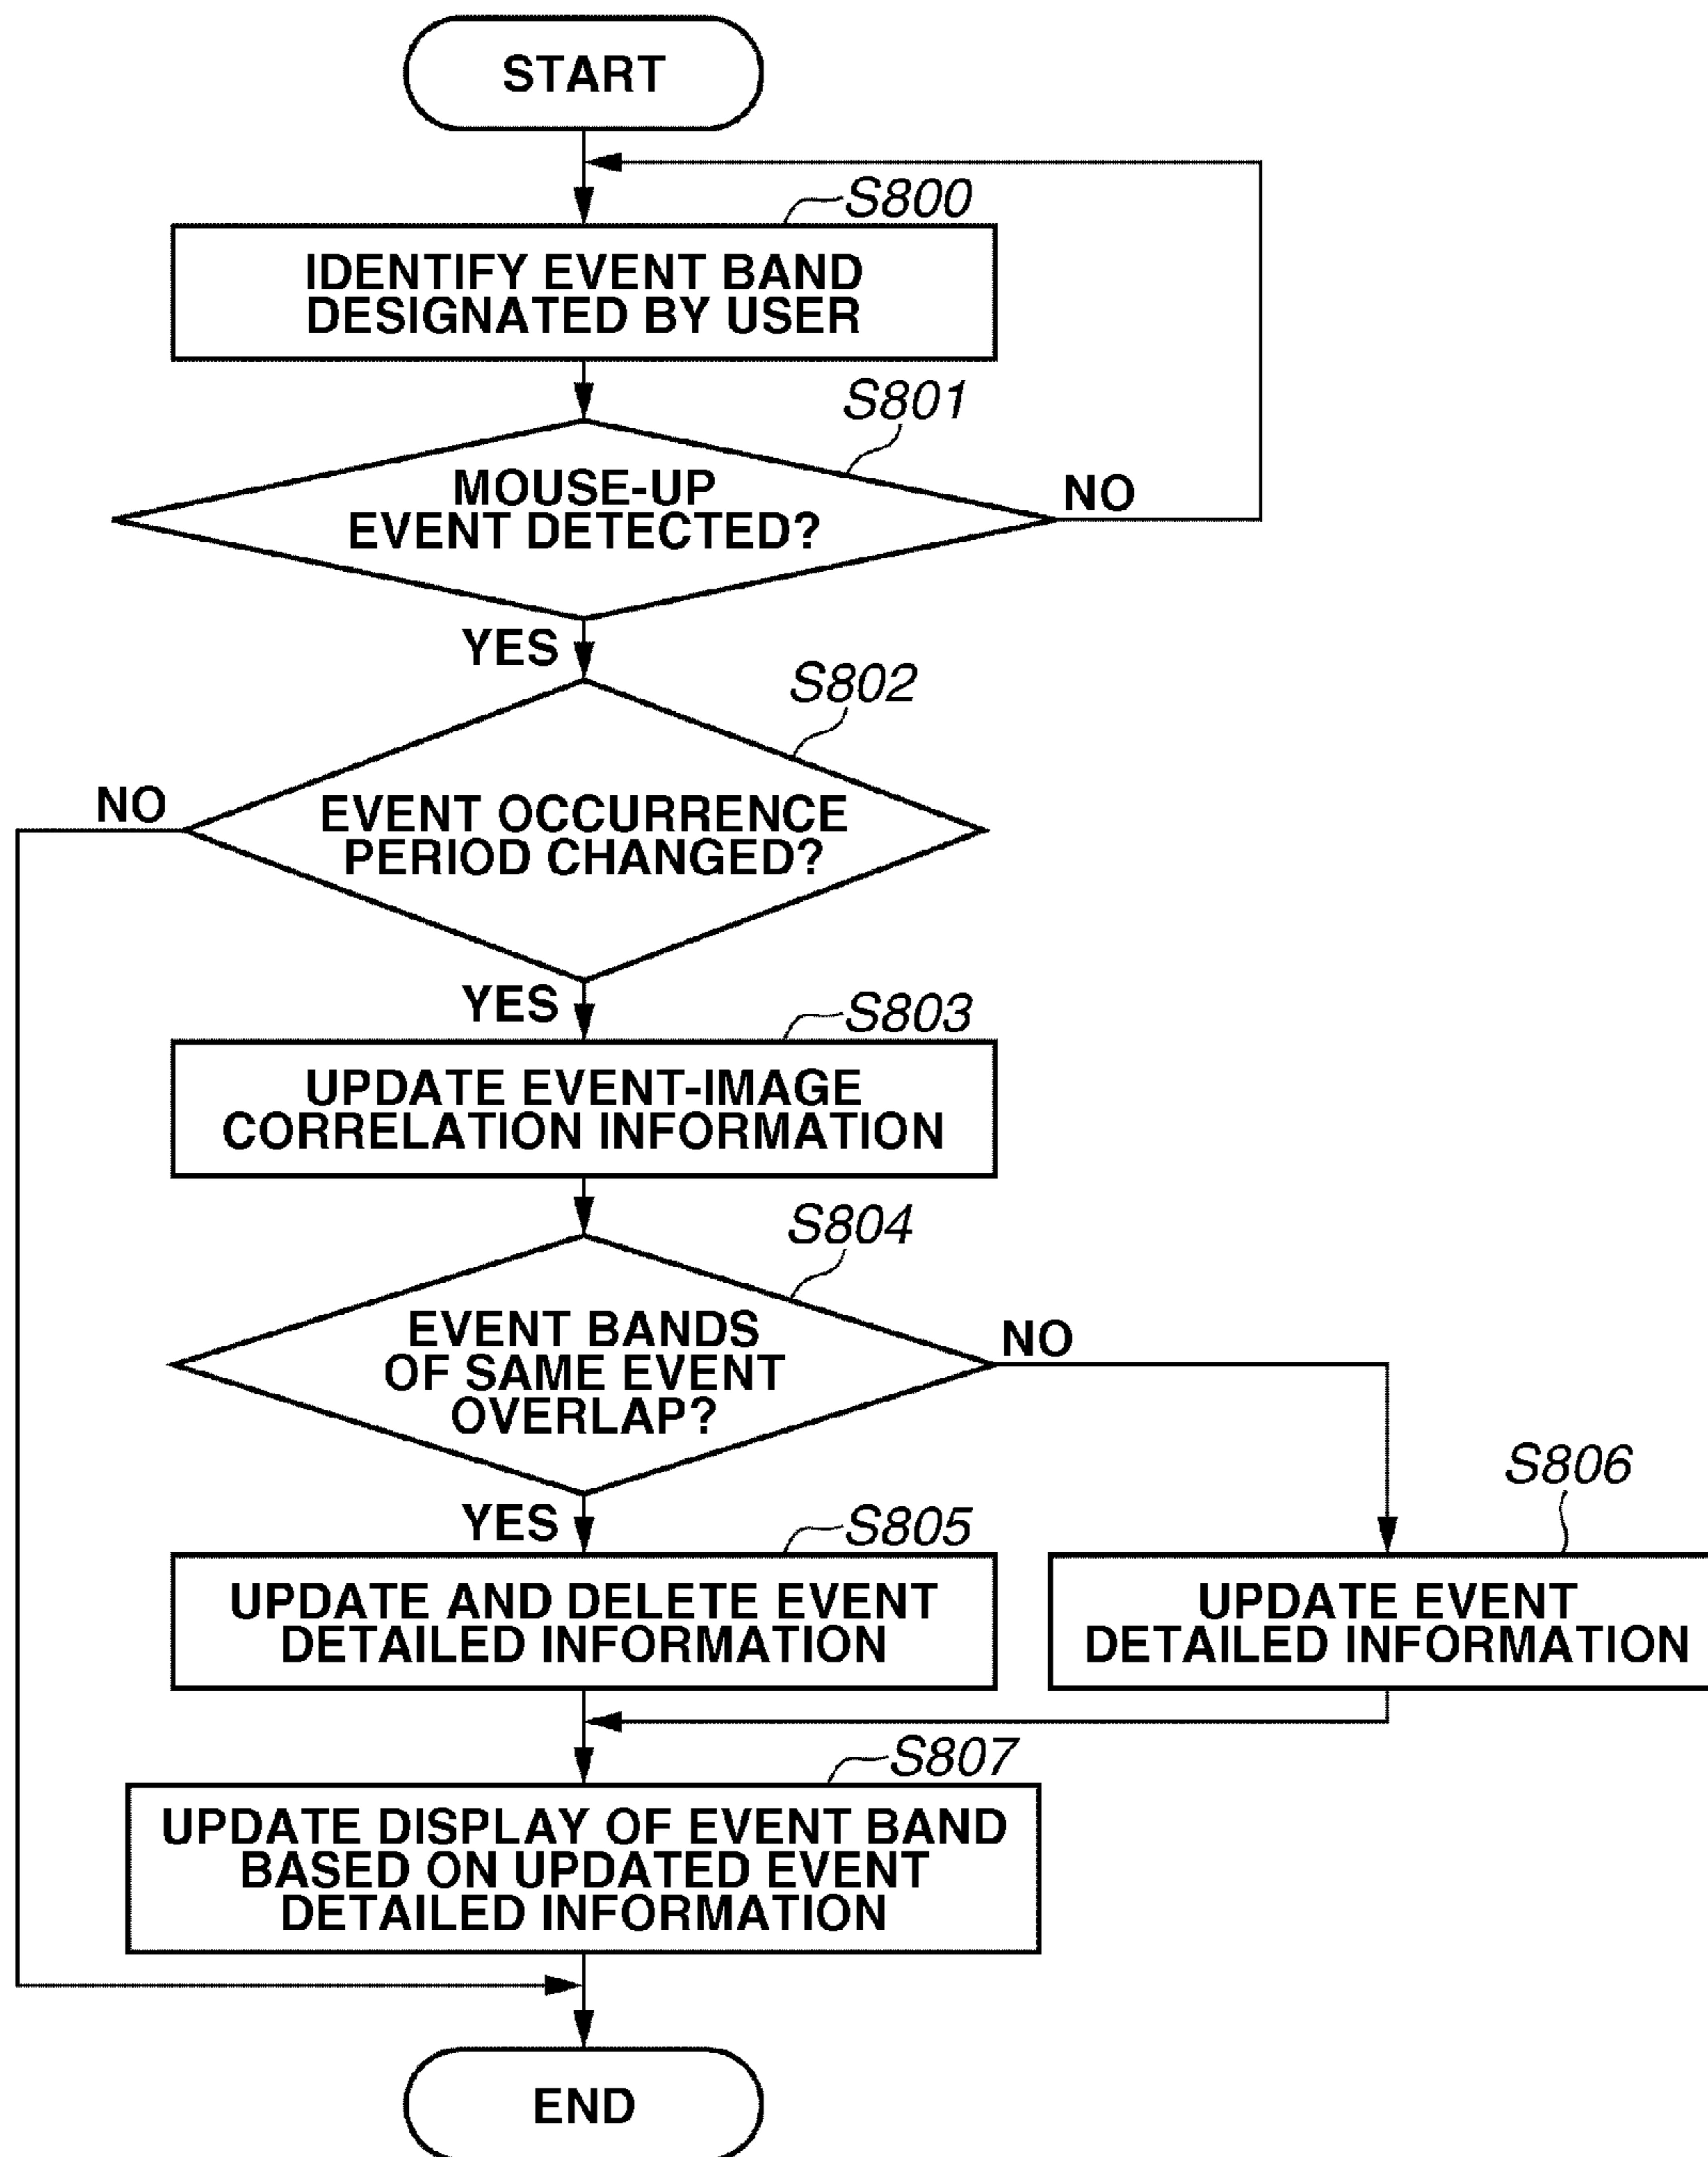 START
S800
IDENTIFY EVENT BAND
DESIGNATED BY USER
S801
MOUSE-UP
EVENT DETECTED?
NO
YES
S802
NO
EVENT OCCURRENCE
PERIOD CHANGED?
YES
S803
UPDATE EVENT-IMAGE
CORRELATION INFORMATION
S804
EVENT BANDS
OF SAME EVENT
OVERLAP?
NO
YES
S805
S806
UPDATE AND DELETE EVENT
DETAILED INFORMATION
UPDATE EVENT
DETAILED INFORMATION
S807
UPDATE DISPLAY OF EVENT BAND
BASED ON UPDATED EVENT
DETAILED INFORMATION
END